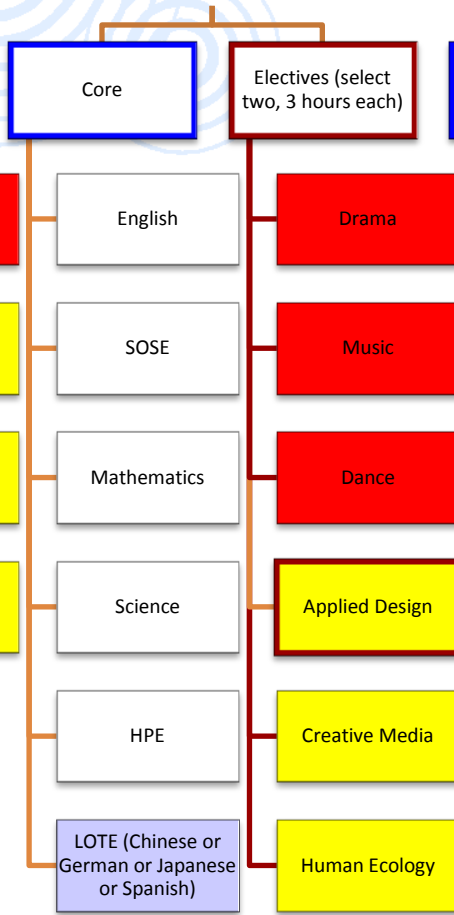 Core
Electives (select
two, 3 hours each)
English
Drama
SOSE
Music
Mathematics
Dance
Science
Applied Design
HPE
Creative Media
LOTE (Chinese or
German or Japanese
or Spanish)
Human Ecology